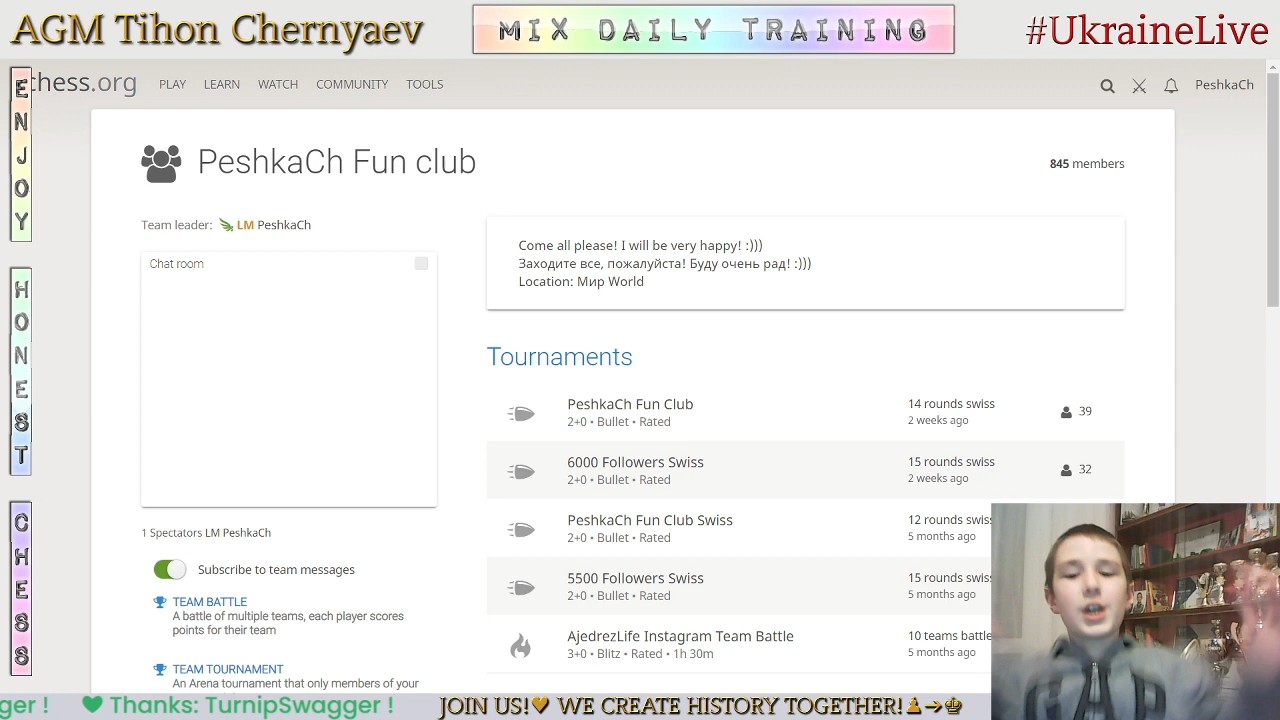 AGM Tihon Chernyaev
MIX DAILY TRAINING
#UkraineLive
ENJOY
HONEST
CHESS
chess.org
PLAY
LEARN
WATCH
COMMUNITY
TOOLS
PeshkaCh
PeshkaCh Fun club
845 members
Team leader: LM PeshkaCh
Chat room
1 Spectators LM PeshkaCh
Subscribe to team messages
TEAM BATTLE
A battle of multiple teams, each player scores
points for their team
TEAM TOURNAMENT
An Arena tournament that only members of your
Come all please! I will be very happy! :)))
Заходите все, пожалуйста! Буду очень рад! :)))
Location: Мир World
Tournaments
PeshkaCh Fun Club
2+0 • Bullet • Rated
14 rounds swiss
2 weeks ago
39
6000 Followers Swiss
2+0 • Bullet • Rated
15 rounds swiss
2 weeks ago
32
PeshkaCh Fun Club Swiss
2+0 • Bullet • Rated
12 rounds swiss
5 months ago
5500 Followers Swiss
2+0 • Bullet • Rated
15 rounds swiss
5 months ago
AjedrezLife Instagram Team Battle
3+0 • Blitz • Rated • 1h 30m
10 teams battle
5 months ago
ger ! 💚 Thanks: TurnipSwagger !
JOIN US!♥ WE CREATE HISTORY TOGETHER!♟→♚